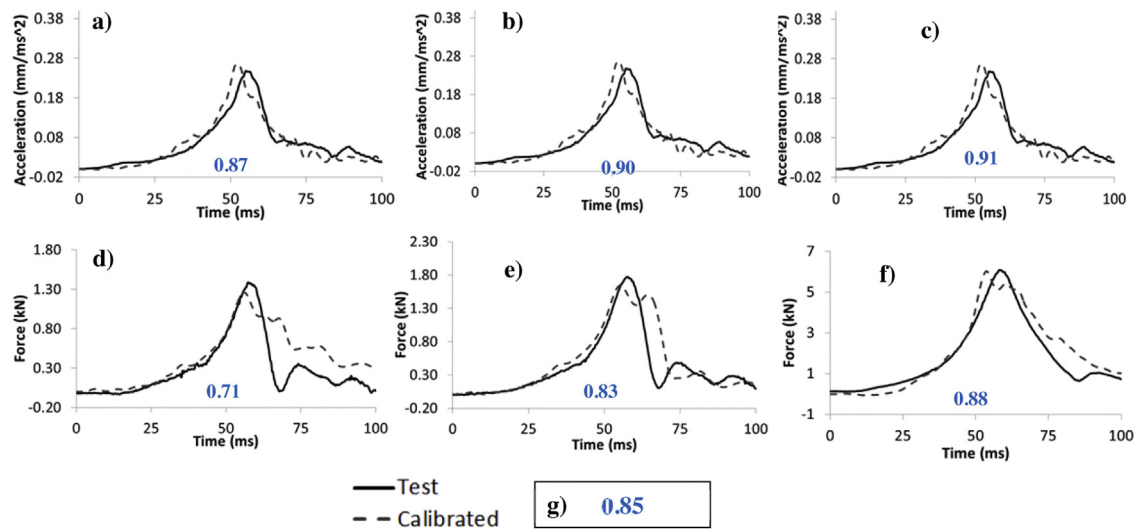 a)
Acceleration (mm/ms^2)
0.38
0.28
0.18
0.08
-0.02
0.87
0 25 50 75 100
Time (ms)
b)
Acceleration (mm/ms^2)
0.38
0.28
0.18
0.08
-0.02
0.90
0 25 50 75 100
Time (ms)
c)
Acceleration (mm/ms^2)
0.38
0.28
0.18
0.08
-0.02
0.91
0 25 50 75 100
Time (ms)
d)
Force (kN)
1.80
1.30
0.80
0.30
-0.20
0.71
0 25 50 75 100
Time (ms)
e)
Force (kN)
2.30
1.80
1.30
0.80
0.30
-0.20
0.83
0 25 50 75 100
Time (ms)
f)
Force (kN)
7
5
3
1
-1
0.88
0 25 50 75 100
Time (ms)
Test
Calibrated
g) 0.85